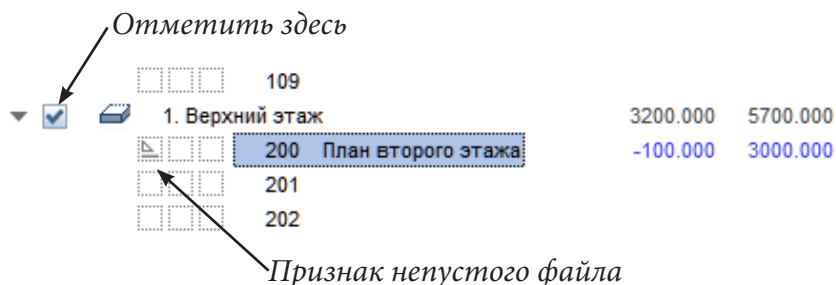 Отметить здесь
109
1. Верхний этаж 3200.000 5700.000
200 План второго этажа -100.000 3000.000
201
202
Признак непустого файла